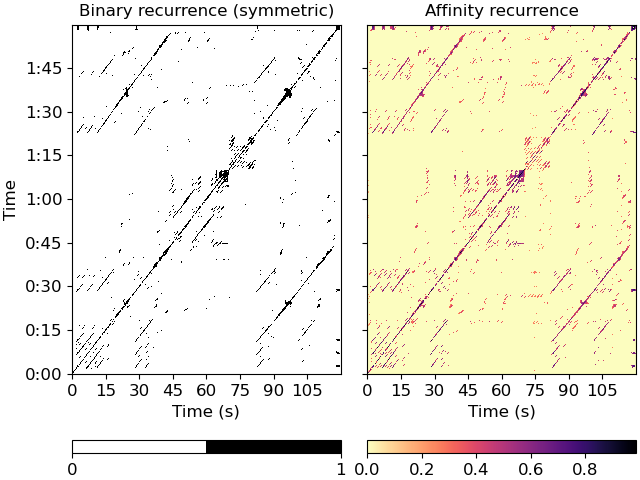 Binary recurrence (symmetric)
Affinity recurrence
Time
1:45
1:30
1:15
1:00
0:45
0:30
0:15
0:00
0 15 30 45 60 75 90 105
0 15 30 45 60 75 90 105
Time (s)
Time (s)
0 1
0.0 0.2 0.4 0.6 0.8